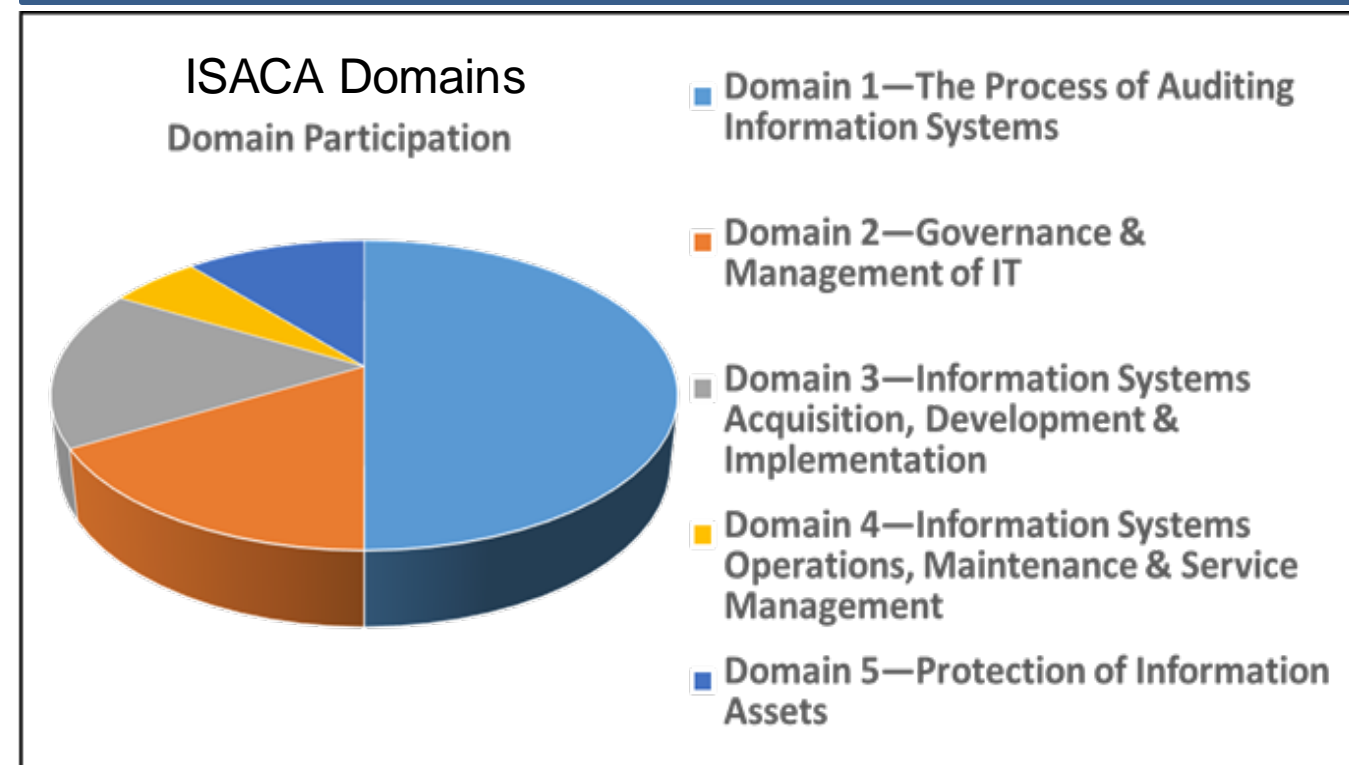 ISACA Domains
Domain Participation
Domain 1—The Process of Auditing
Information Systems
Domain 2—Governance &
Management of IT
Domain 3—Information Systems
Acquisition, Development &
Implementation
Domain 4—Information Systems
Operations, Maintenance & Service
Management
Domain 5—Protection of Information
Assets